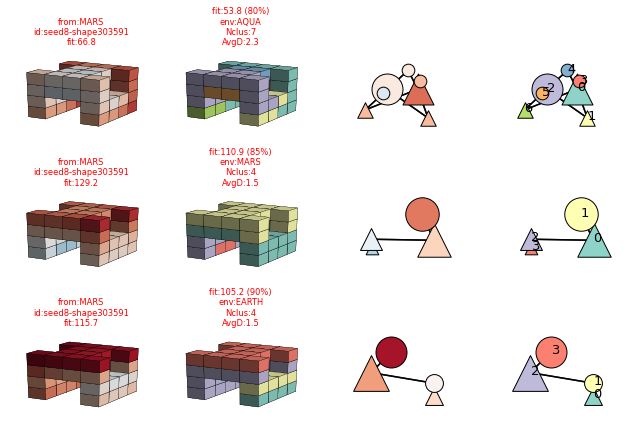 from:MARS
id:seed8-shape303591
fit:66.8
fit:53.8 (80%)
env:AQUA
Nclus:7
AvgD:2.3
4
3
2
0
5
6
1
from:MARS
id:seed8-shape303591
fit:129.2
fit:110.9 (85%)
env:MARS
Nclus:4
AvgD:1.5
1
2
0
3
from:MARS
id:seed8-shape303591
fit:115.7
fit:105.2 (90%)
env:EARTH
Nclus:4
AvgD:1.5
3
2
1
0